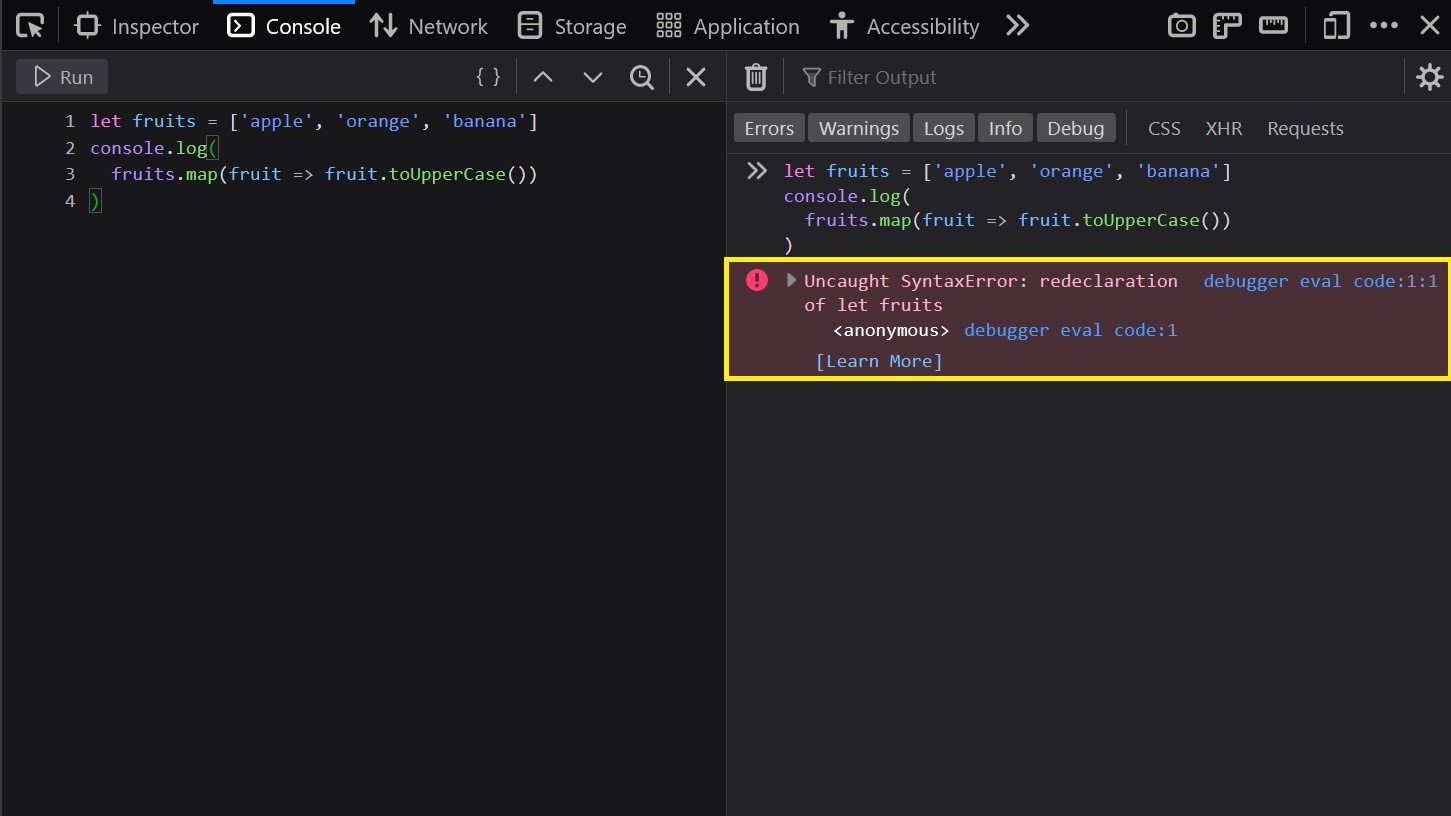 Inspector Console Network Storage Application Accessibility
Run { } Filter Output
1 let fruits = ['apple', 'orange', 'banana']
2 console.log(
3   fruits.map(fruit => fruit.toUpperCase())
4 )
Errors Warnings Logs Info Debug CSS XHR Requests
let fruits = ['apple', 'orange', 'banana']
console.log(
  fruits.map(fruit => fruit.toUpperCase())
)
Uncaught SyntaxError: redeclaration debugger eval code:1:1
of let fruits
<anonymous> debugger eval code:1
[Learn More]